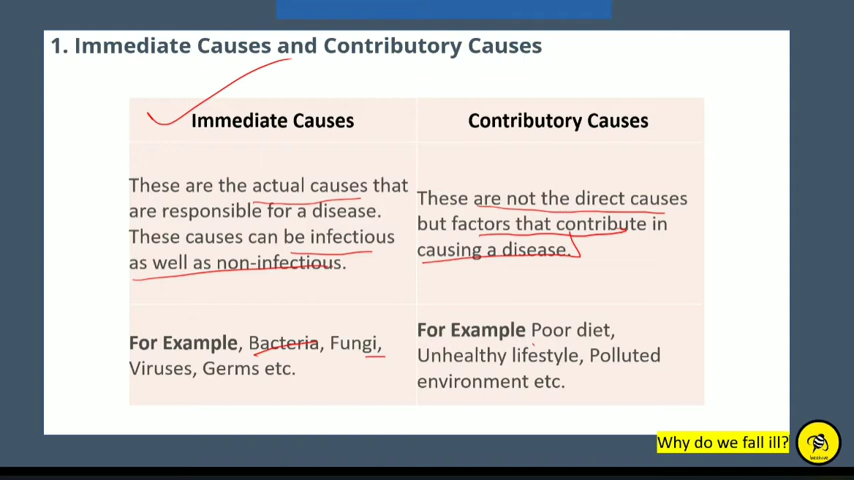 1. Immediate Causes and Contributory Causes
Immediate Causes
These are the actual causes that
are responsible for a disease.
These causes can be infectious
as well as non-infectious.
For Example, Bacteria, Fungi,
Viruses, Germs etc.
Contributory Causes
These are not the direct causes
but factors that contribute in
causing a disease.
For Example Poor diet,
Unhealthy lifestyle, Polluted
environment etc.
Why do we fall ill?